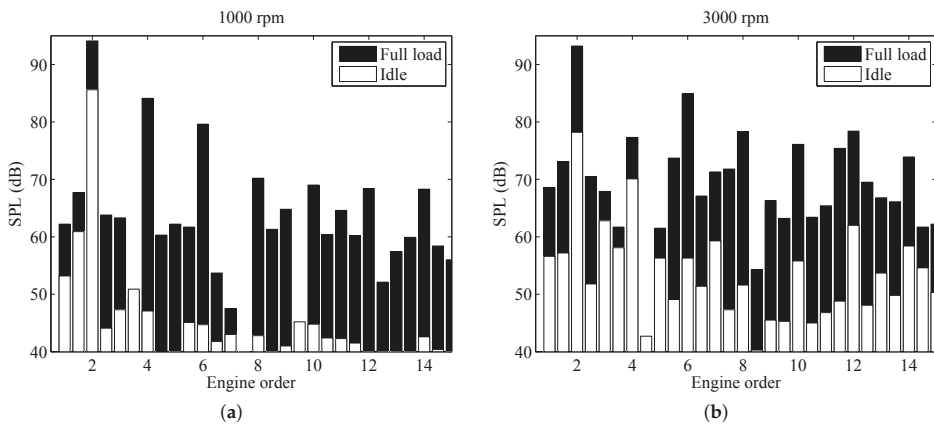 1000 rpm
90
80
70
60
50
40
SPL (dB)
2 4 6 8 10 12 14
Engine order
Full load
Idle
(a)
3000 rpm
90
80
70
60
50
40
SPL (dB)
2 4 6 8 10 12 14
Engine order
Full load
Idle
(b)